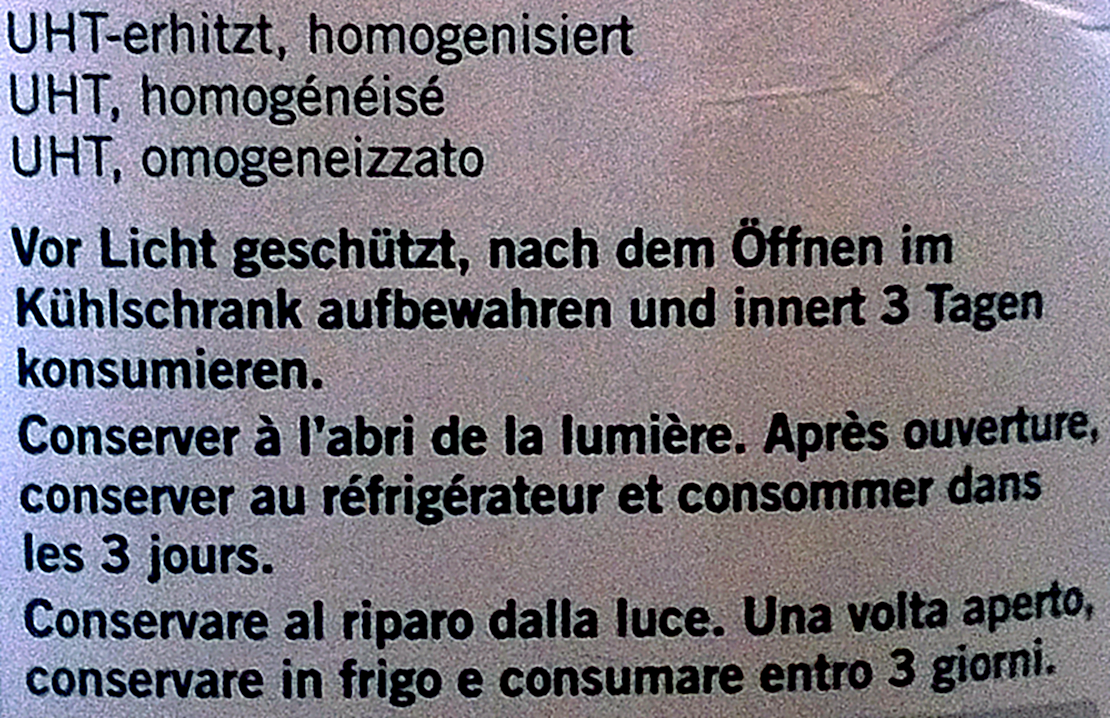 UHT-erhitzt, homogenisiert
UHT, homogénéisé
UHT, omogeneizzato
Vor Licht geschützt, nach dem Öffnen im
Kühlschrank aufbewahren und innert 3 Tagen
konsumieren.
Conserver à l'abri de la lumière. Après ouverture,
conserver au réfrigérateur et consommer dans
les 3 jours.
Conservare al riparo dalla luce. Una volta aperto,
conservare in frigo e consumare entro 3 giorni.